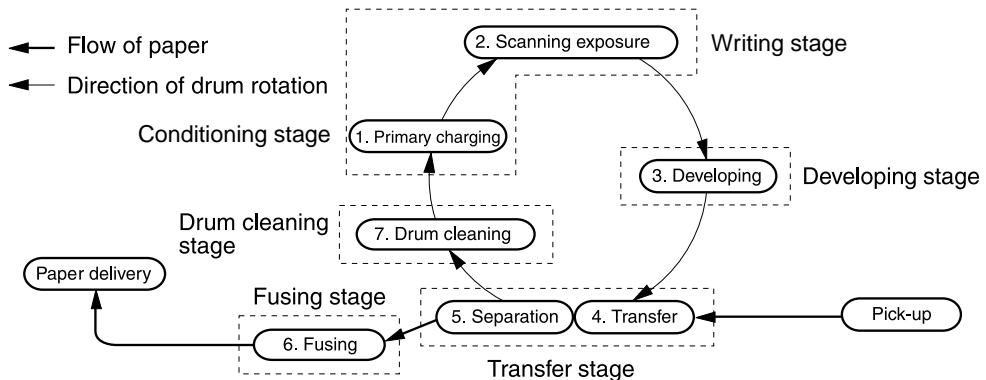 Flow of paper
Direction of drum rotation
2. Scanning exposure
Writing stage
Conditioning stage
1. Primary charging
3. Developing
Developing stage
Drum cleaning
stage
7. Drum cleaning
Paper delivery
Fusing stage
5. Separation
4. Transfer
Pick-up
6. Fusing
Transfer stage